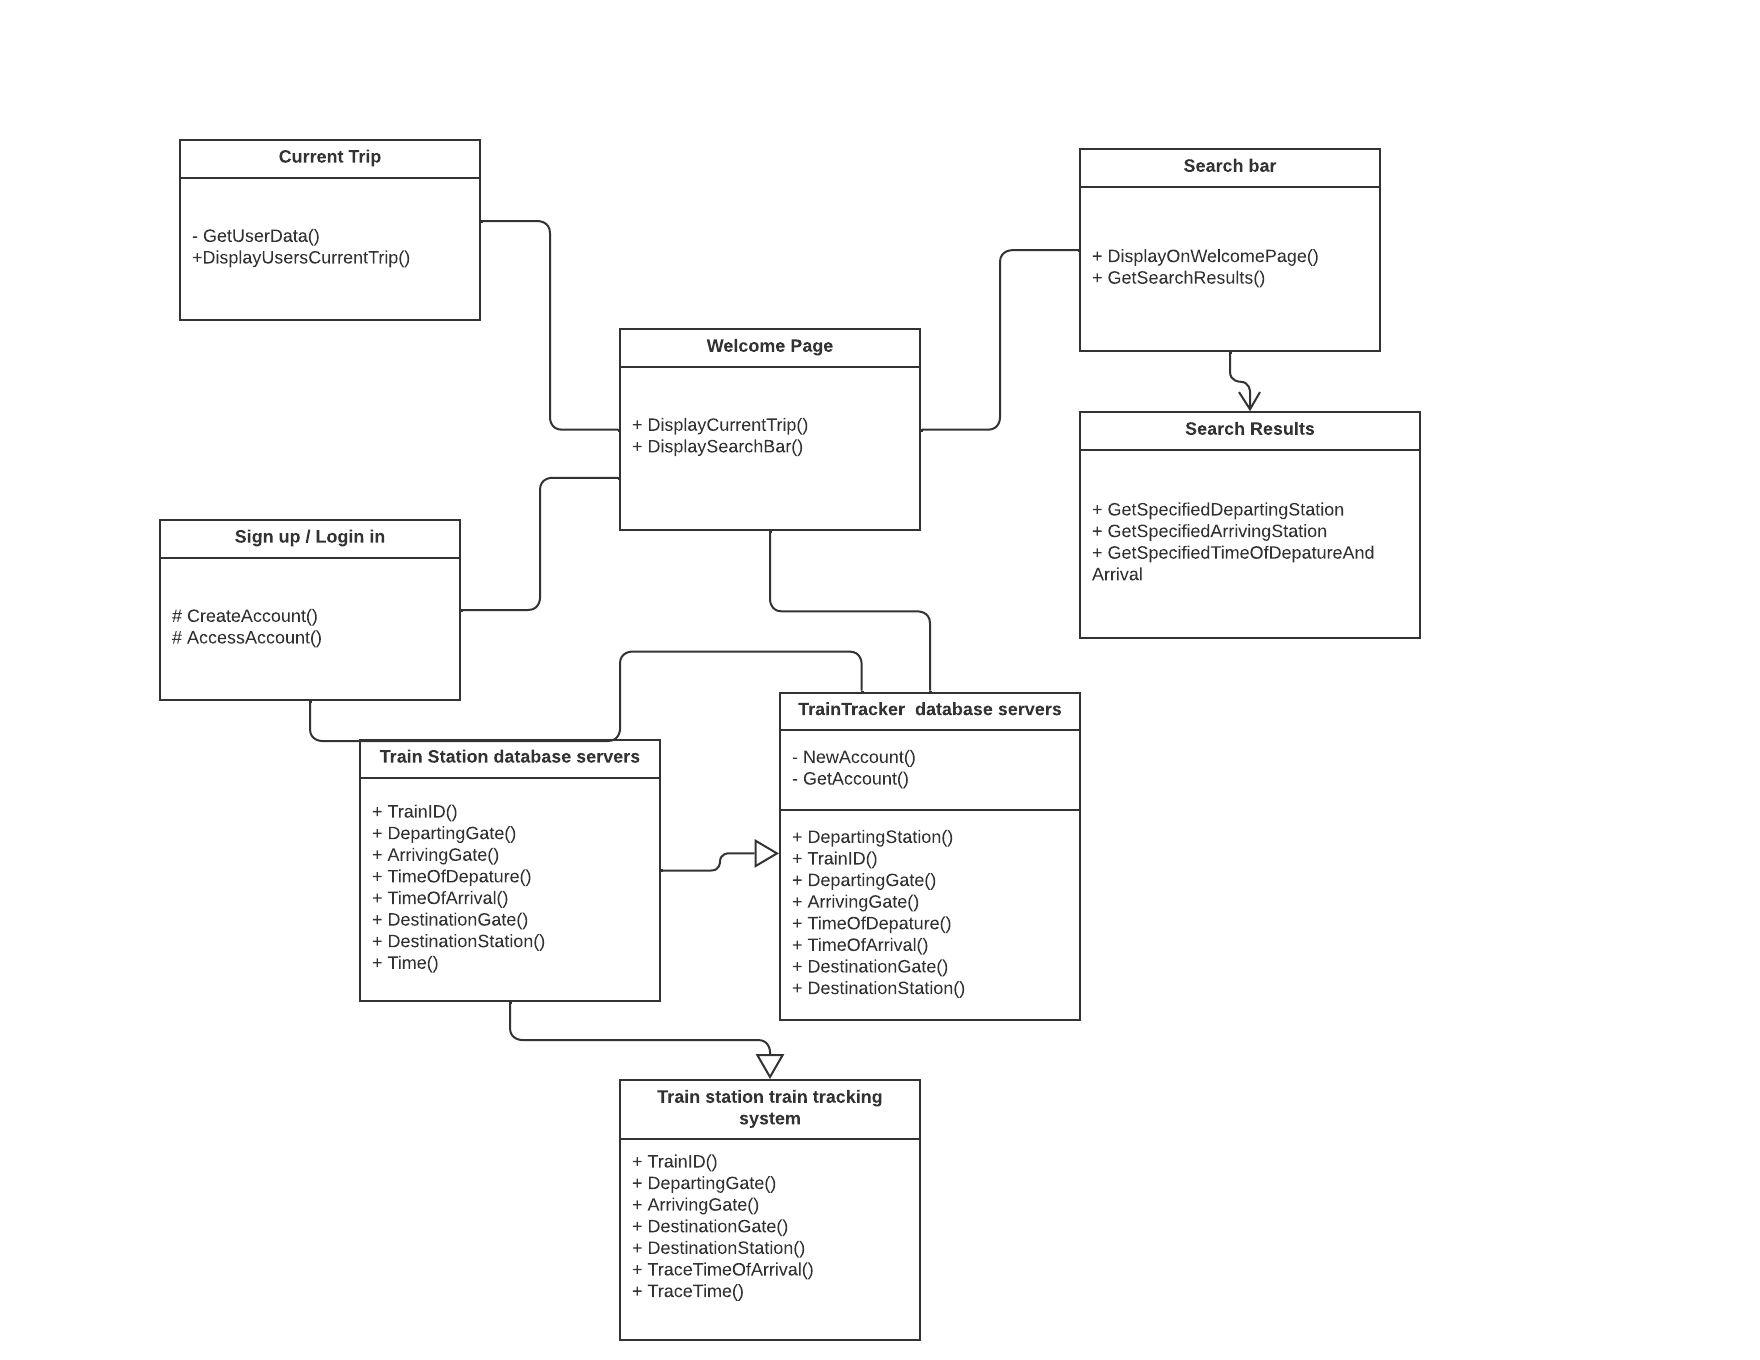 Current Trip
- GetUserData()
+DisplayUsersCurrentTrip()
Search bar
+ DisplayOnWelcomePage()
+ GetSearchResults()
Welcome Page
+ DisplayCurrentTrip()
+ DisplaySearchBar()
Search Results
+ GetSpecifiedDepartingStation
+ GetSpecifiedArrivingStation
+ GetSpecifiedTimeOfDepatureAnd
Arrival
Sign up / Login in
# CreateAccount()
# AccessAccount()
Train Station database servers
+ TrainID()
+ DepartingGate()
+ ArrivingGate()
+ TimeOfDepature()
+ TimeOfArrival()
+ DestinationGate()
+ DestinationStation()
+ Time()
TrainTracker  database servers
- NewAccount()
- GetAccount()
+ DepartingStation()
+ TrainID()
+ DepartingGate()
+ ArrivingGate()
+ TimeOfDepature()
+ TimeOfArrival()
+ DestinationGate()
+ DestinationStation()
Train station train tracking
system
+ TrainID()
+ DepartingGate()
+ ArrivingGate()
+ DestinationGate()
+ DestinationStation()
+ TraceTimeOfArrival()
+ TraceTime()